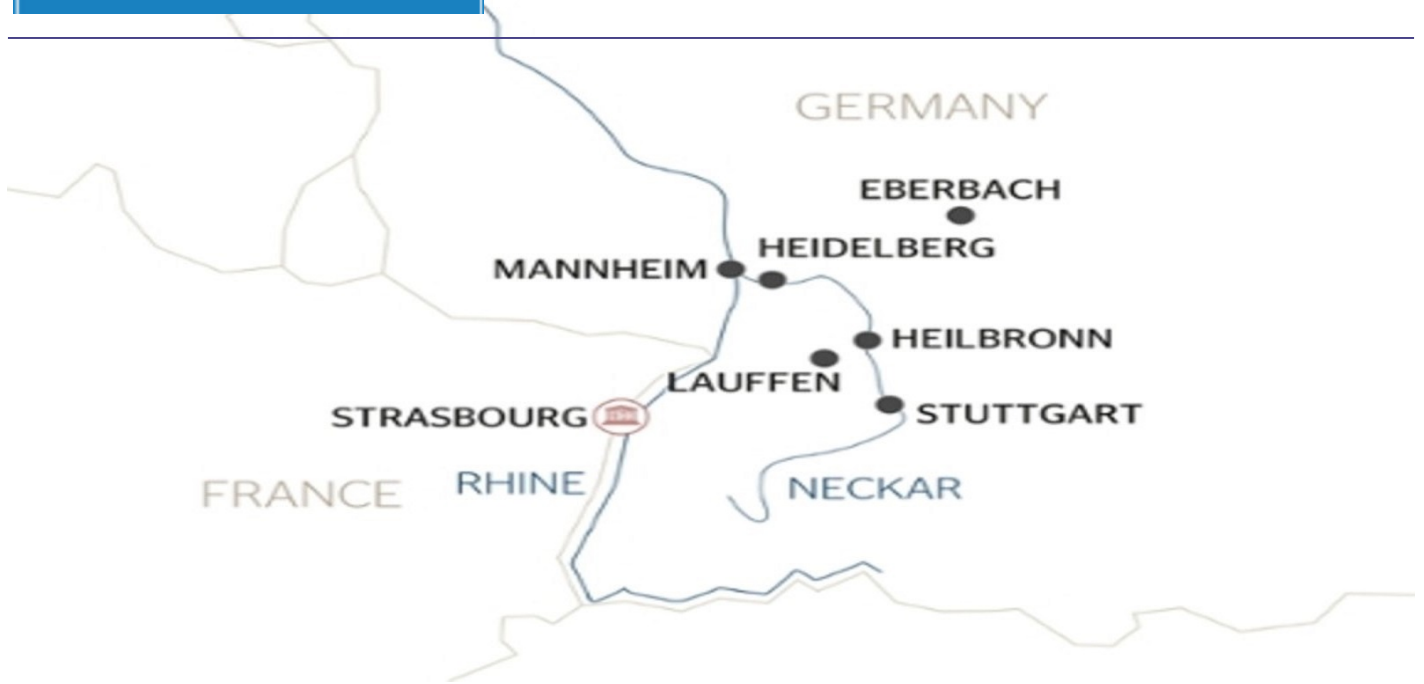 GERMANY
EBERBACH
HEIDELBERG
MANNHEIM
HEILBRONN
LAUFFEN
STRASBOURG
STUTTGART
FRANCE
RHINE
NECKAR